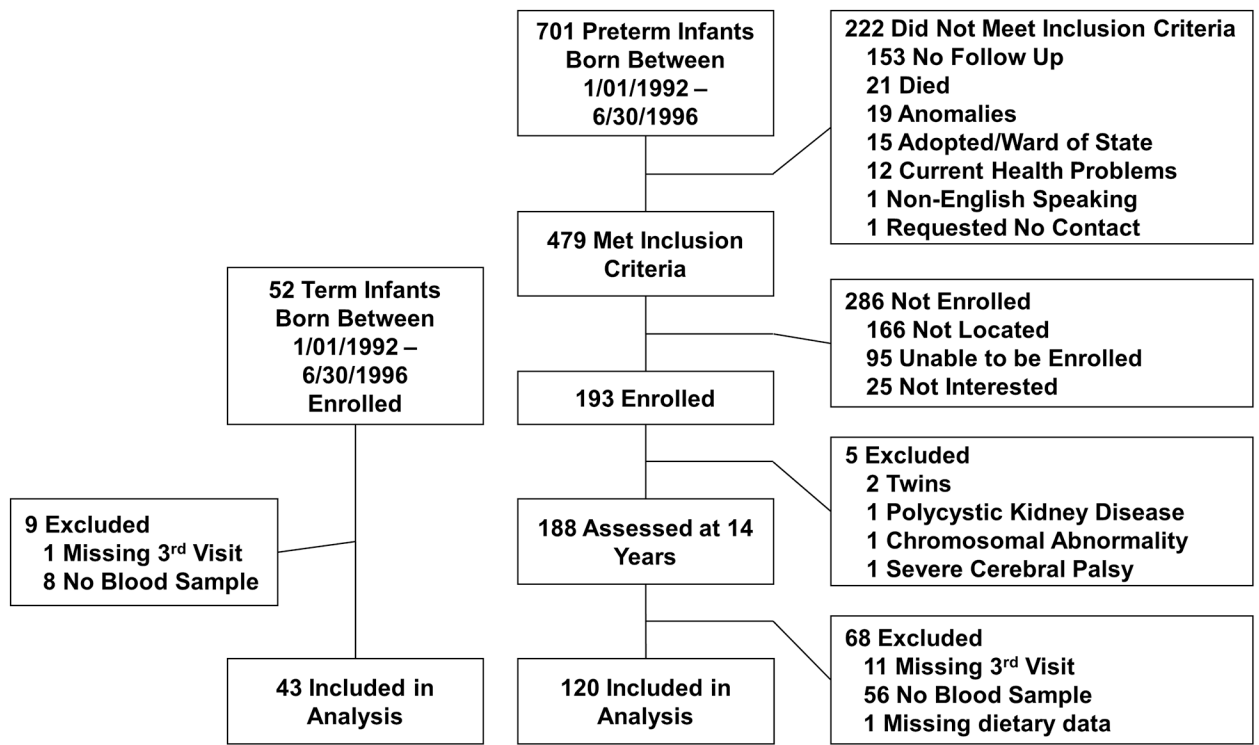 701 Preterm Infants
Born Between
1/01/1992 –
6/30/1996
222 Did Not Meet Inclusion Criteria
153 No Follow Up
21 Died
19 Anomalies
15 Adopted/Ward of State
12 Current Health Problems
1 Non-English Speaking
1 Requested No Contact
479 Met Inclusion
Criteria
52 Term Infants
Born Between
1/01/1992 –
6/30/1996
Enrolled
286 Not Enrolled
166 Not Located
95 Unable to be Enrolled
25 Not Interested
193 Enrolled
5 Excluded
2 Twins
1 Polycystic Kidney Disease
1 Chromosomal Abnormality
1 Severe Cerebral Palsy
9 Excluded
1 Missing 3rd Visit
8 No Blood Sample
188 Assessed at 14
Years
68 Excluded
11 Missing 3rd Visit
56 No Blood Sample
1 Missing dietary data
43 Included in
Analysis
120 Included in
Analysis